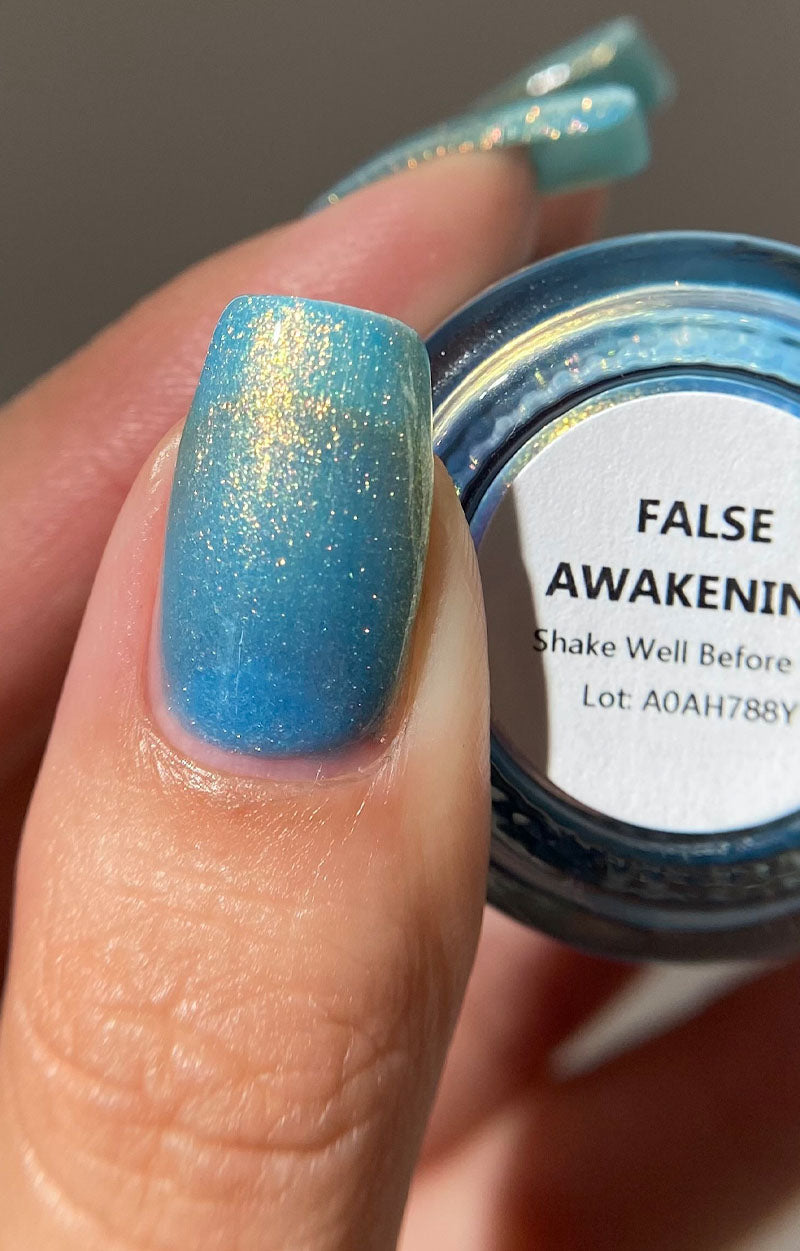 FALSE
AWAKENIN
Shake Well Before
Lot: A0AH788Y